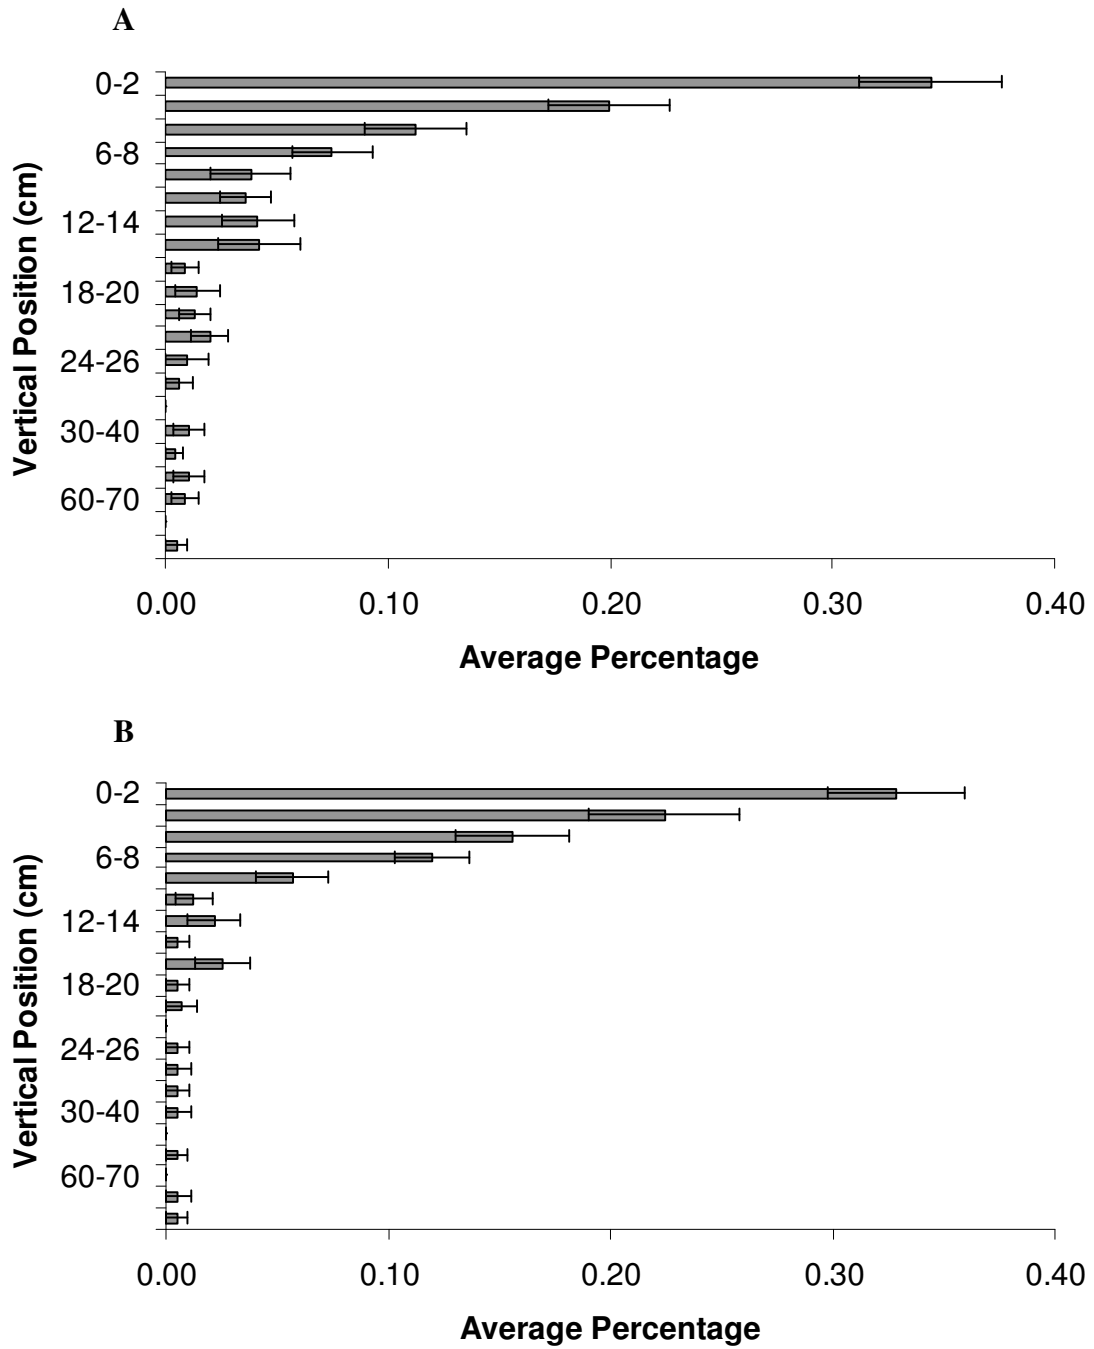 A
Vertical Position (cm)
0-2
6-8
12-14
18-20
24-26
30-40
60-70
0.00 0.10 0.20 0.30 0.40
Average Percentage
B
Vertical Position (cm)
0-2
6-8
12-14
18-20
24-26
30-40
60-70
0.00 0.10 0.20 0.30 0.40
Average Percentage